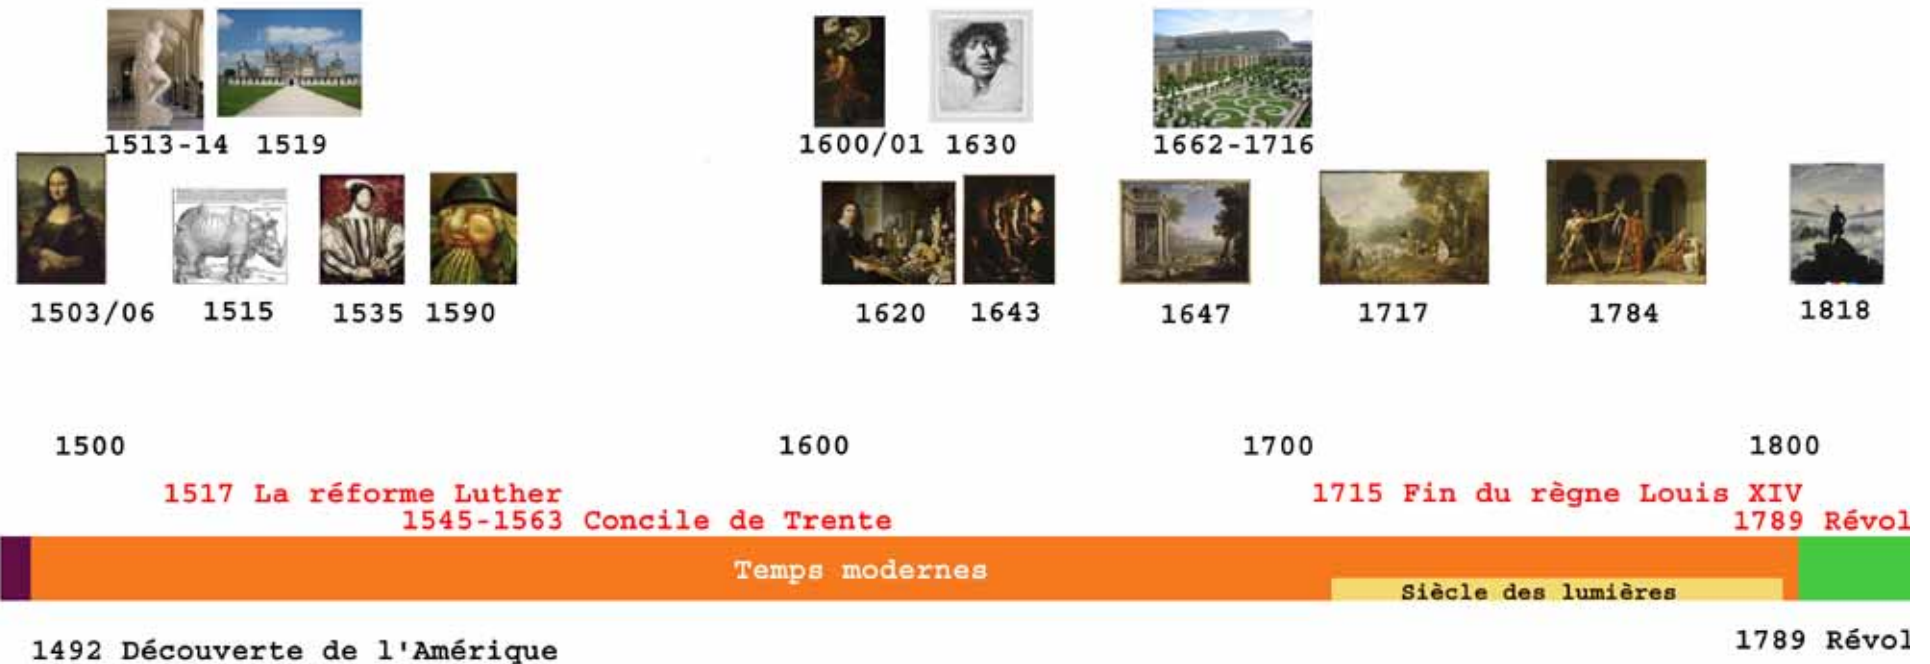 1513-14 1519 1600/01 1630 1662-1716
1503/06 1515 1535 1590 1620 1643 1647 1717 1784 1818
1500 1600 1700 1800
1517 La réforme Luther 1715 Fin du règne Louis XIV
1545-1563 Concile de Trente 1789 Révol
Temps modernes
Siècle des lumières
1492 Découverte de l'Amérique 1789 Révol